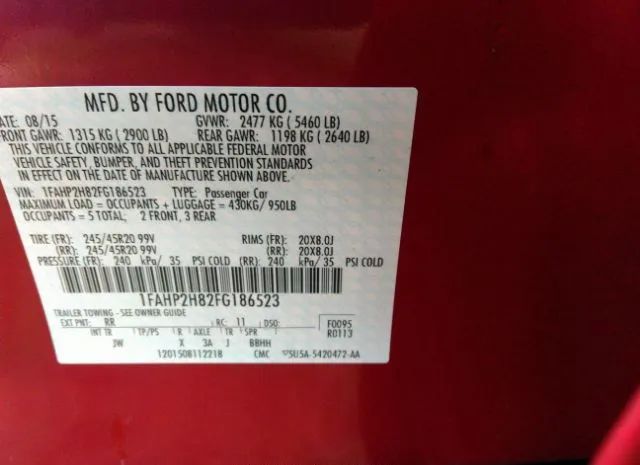 MFD. BY FORD MOTOR CO.
DATE: 08/15 GVWR: 2477 KG ( 5460 LB)
FRONT GAWR: 1315 KG ( 2900 LB) REAR GAWR: 1198 KG ( 2640 LB)
THIS VEHICLE CONFORMS TO ALL APPLICABLE FEDERAL MOTOR
VEHICLE SAFETY, BUMPER, AND THEFT PREVENTION STANDARDS
IN EFFECT ON THE DATE OF MANUFACTURE SHOWN ABOVE.
VIN: 1FAHP2H82FG186523 TYPE: Passenger Car
MAXIMUM LOAD = OCCUPANTS + LUGGAGE = 430KG/ 950LB
OCCUPANTS = 5 TOTAL: 2 FRONT, 3 REAR
TIRE (FR): 245/45R20 99V RIMS (FR): 20X8.0J
(RR): 245/45R20 99V (RR): 20X8.0J
PRESSURE (FR): 240 kPa/ 35 PSI COLD (RR): 240 kPa/ 35 PSI COLD
1FAHP2H82FG186523
TRAILER TOWING - SEE OWNER GUIDE
EXT PNT: RR RC: 11 DSO: F0095
INT TR TP/PS R AXLE TR SPR R0113
3W X 3A J BBHH
1201508112218 CMC 5U5A-5420472-AA